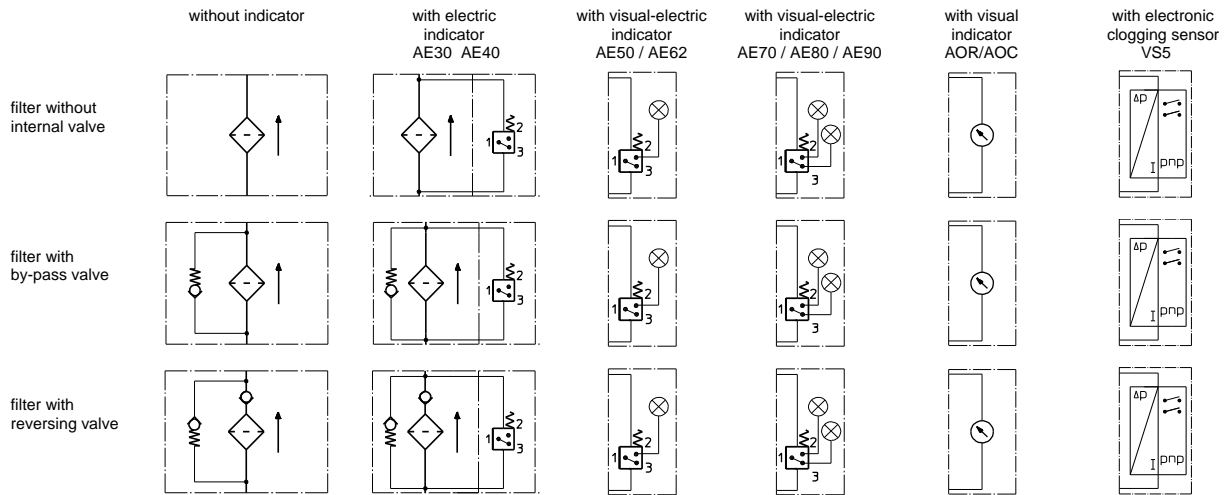 without indicator
with electric
indicator
AE30 AE40
with visual-electric
indicator
AE50 / AE62
with visual-electric
indicator
AE70 / AE80 / AE90
with visual
indicator
AOR/AOC
with electronic
clogging sensor
VS5
filter without
internal valve
1 2 3
1 2 3
1 2 3
Δp
I pnp
filter with
by-pass valve
1 2 3
1 2 3
1 2 3
Δp
I pnp
filter with
reversing valve
1 2 3
1 2 3
1 2 3
Δp
I pnp